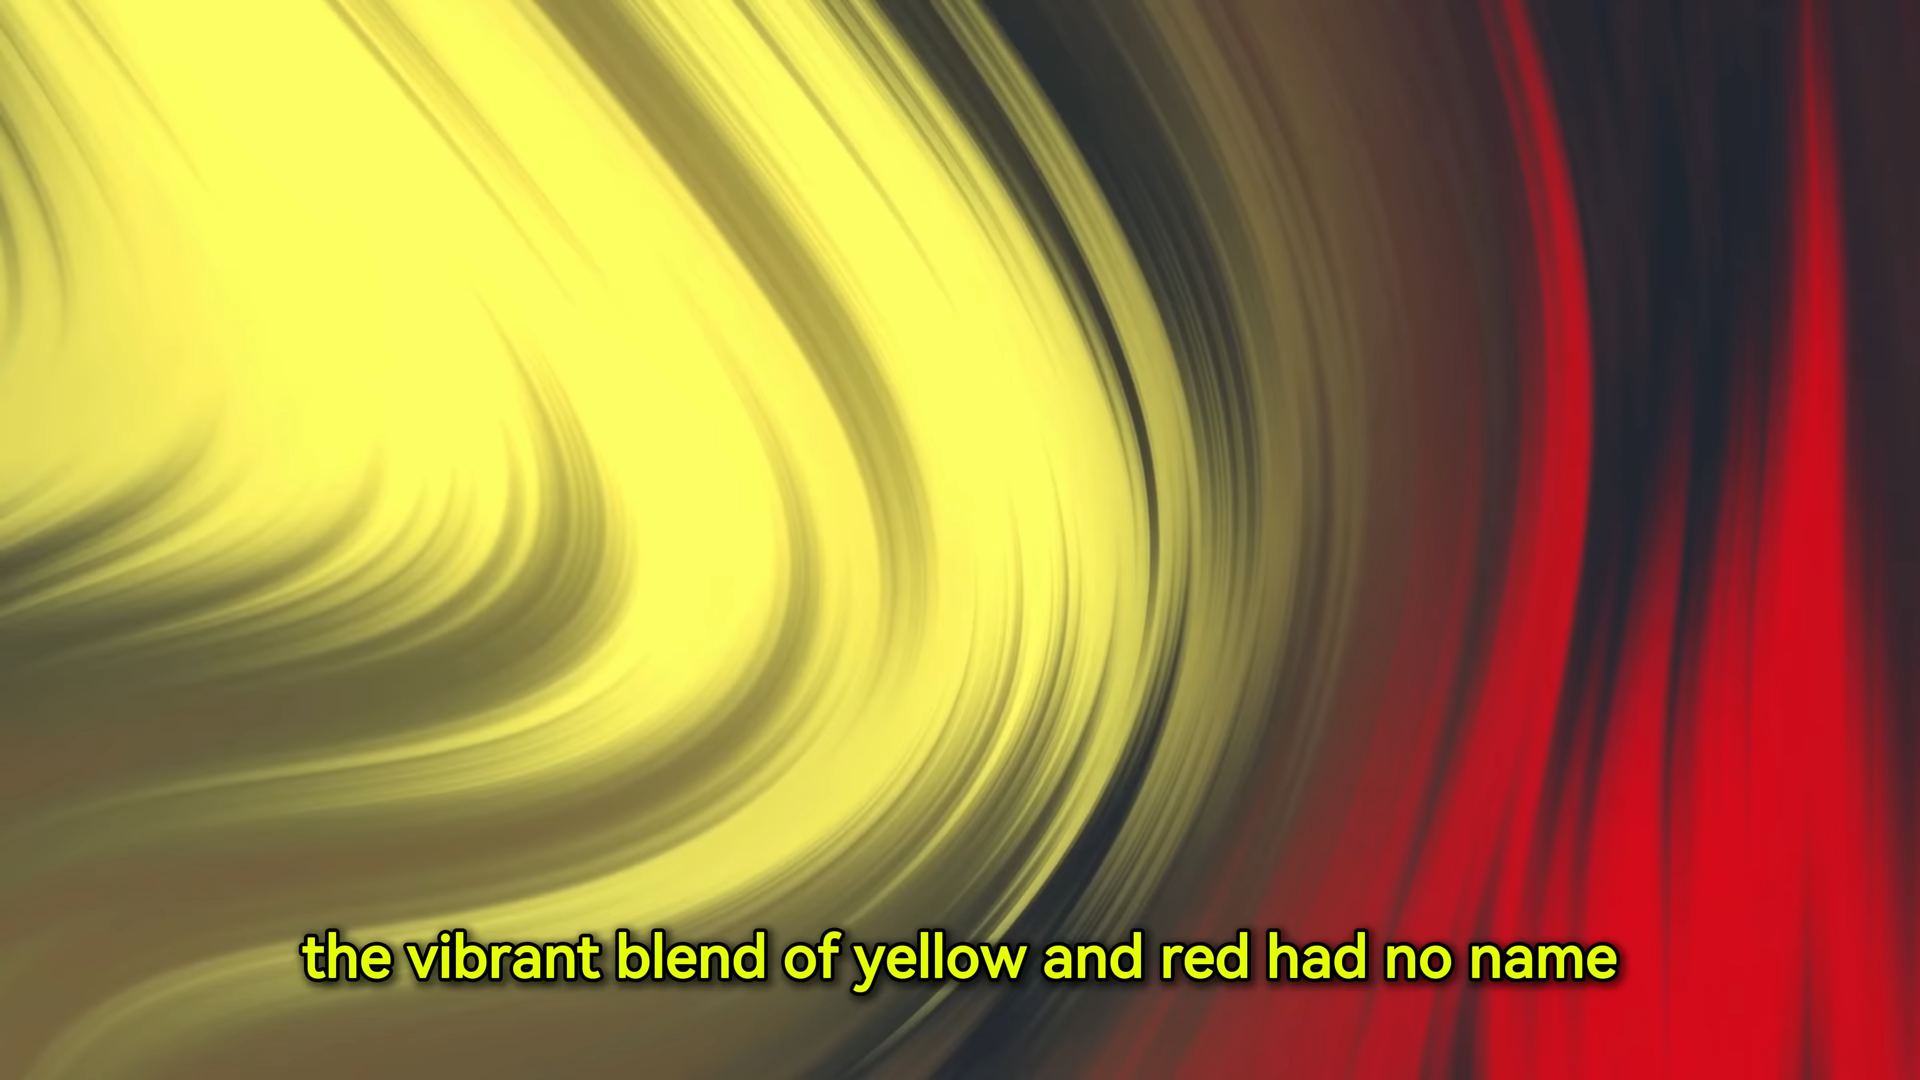 the vibrant blend of yellow and red had no name